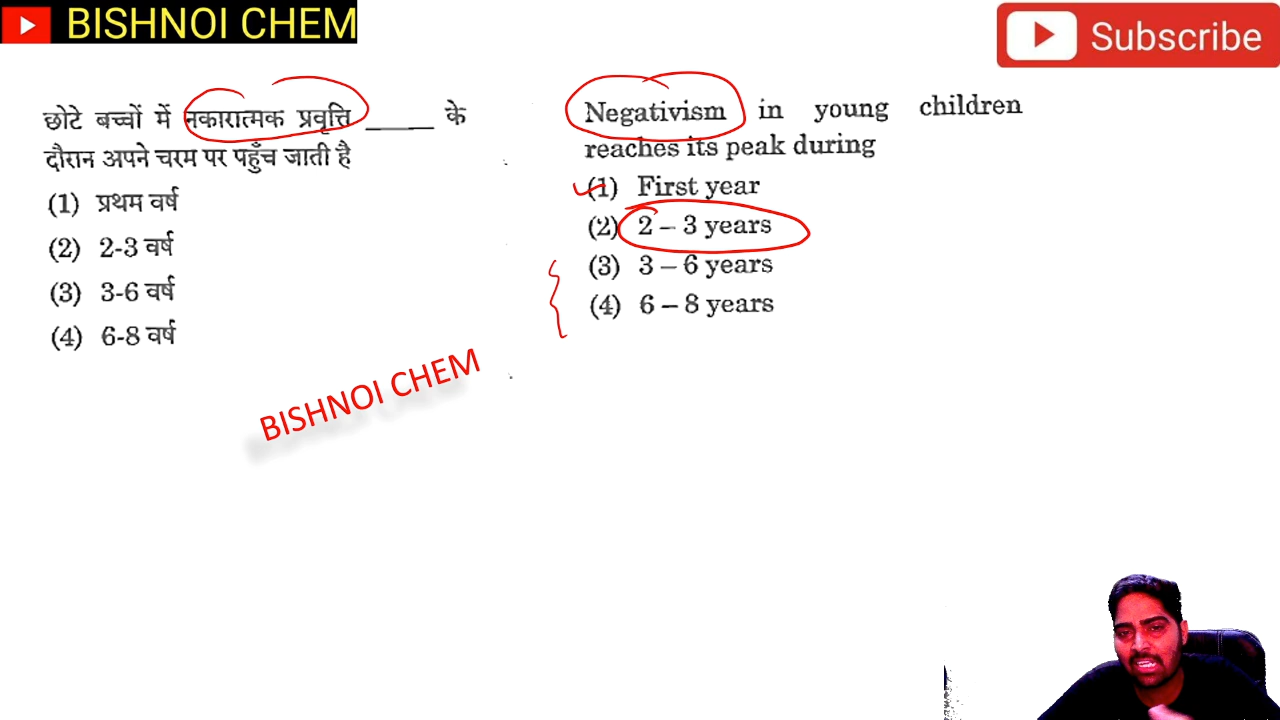 BISHNOI CHEM
Subscribe
छोटे बच्चों में नकारात्मक प्रवृत्ति _____ के
दौरान अपने चरम पर पहुँच जाती है
(1) प्रथम वर्ष
(2) 2-3 वर्ष
(3) 3-6 वर्ष
(4) 6-8 वर्ष
Negativism in young children
reaches its peak during
(1) First year
(2) 2 – 3 years
(3) 3 – 6 years
(4) 6 – 8 years
BISHNOI CHEM